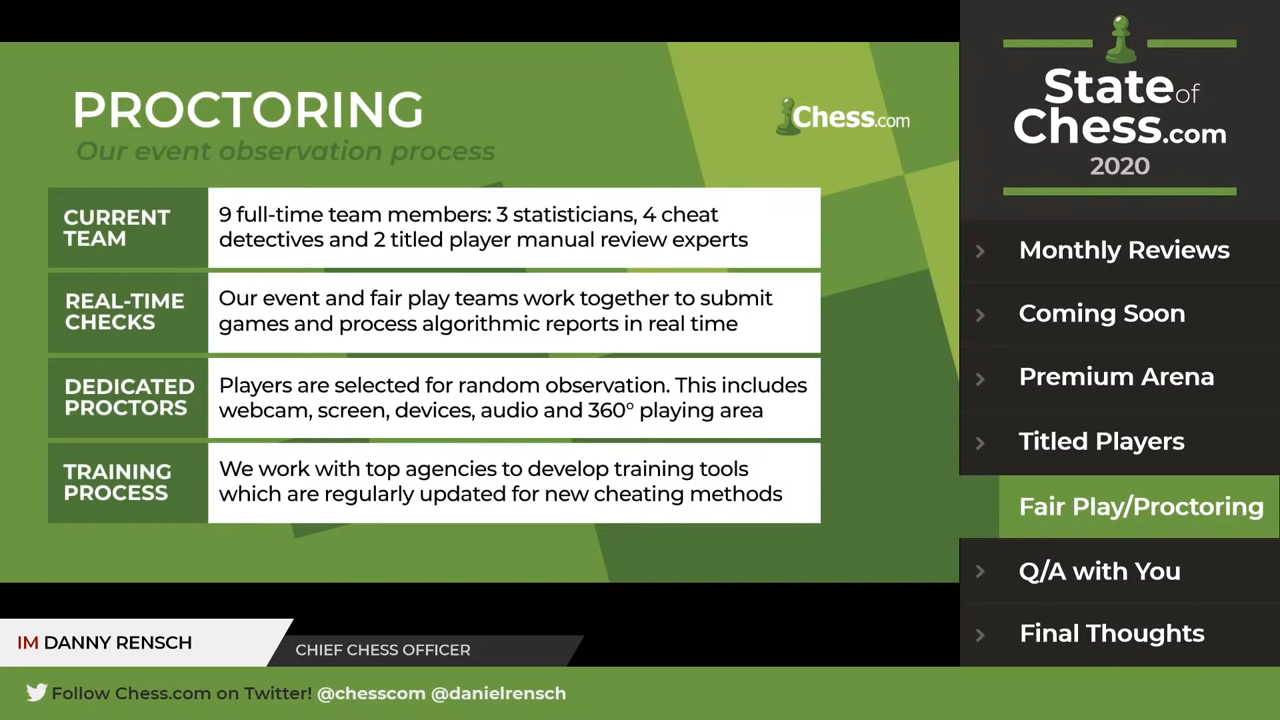 PROCTORING
Our event observation process
Chess.com
CURRENT
TEAM
9 full-time team members: 3 statisticians, 4 cheat
detectives and 2 titled player manual review experts
REAL-TIME
CHECKS
Our event and fair play teams work together to submit
games and process algorithmic reports in real time
DEDICATED
PROCTORS
Players are selected for random observation. This includes
webcam, screen, devices, audio and 360° playing area
TRAINING
PROCESS
We work with top agencies to develop training tools
which are regularly updated for new cheating methods
State of
Chess.com
2020
Monthly Reviews
Coming Soon
Premium Arena
Titled Players
Fair Play/Proctoring
Q/A with You
Final Thoughts
IM DANNY RENSCH
CHIEF CHESS OFFICER
Follow Chess.com on Twitter! @chesscom @danielrensch